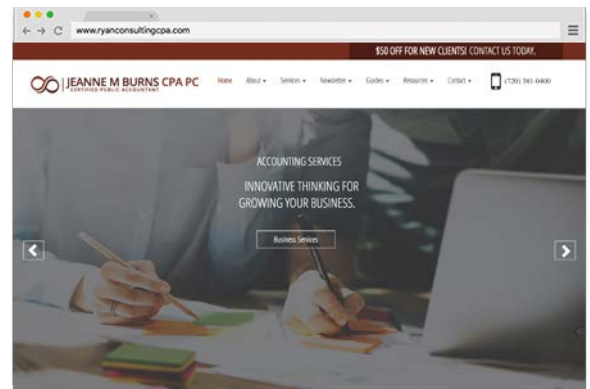 www.ryanconsultingcpa.com
$50 OFF FOR NEW CLIENTS! CONTACT US TODAY.
JEANNE M BURNS CPA PC
CERTIFIED PUBLIC ACCOUNTANT
Home About Services Newsletter Guides Resources Contact (720) 381-0400
ACCOUNTING SERVICES
INNOVATIVE THINKING FOR
GROWING YOUR BUSINESS.
Business Services